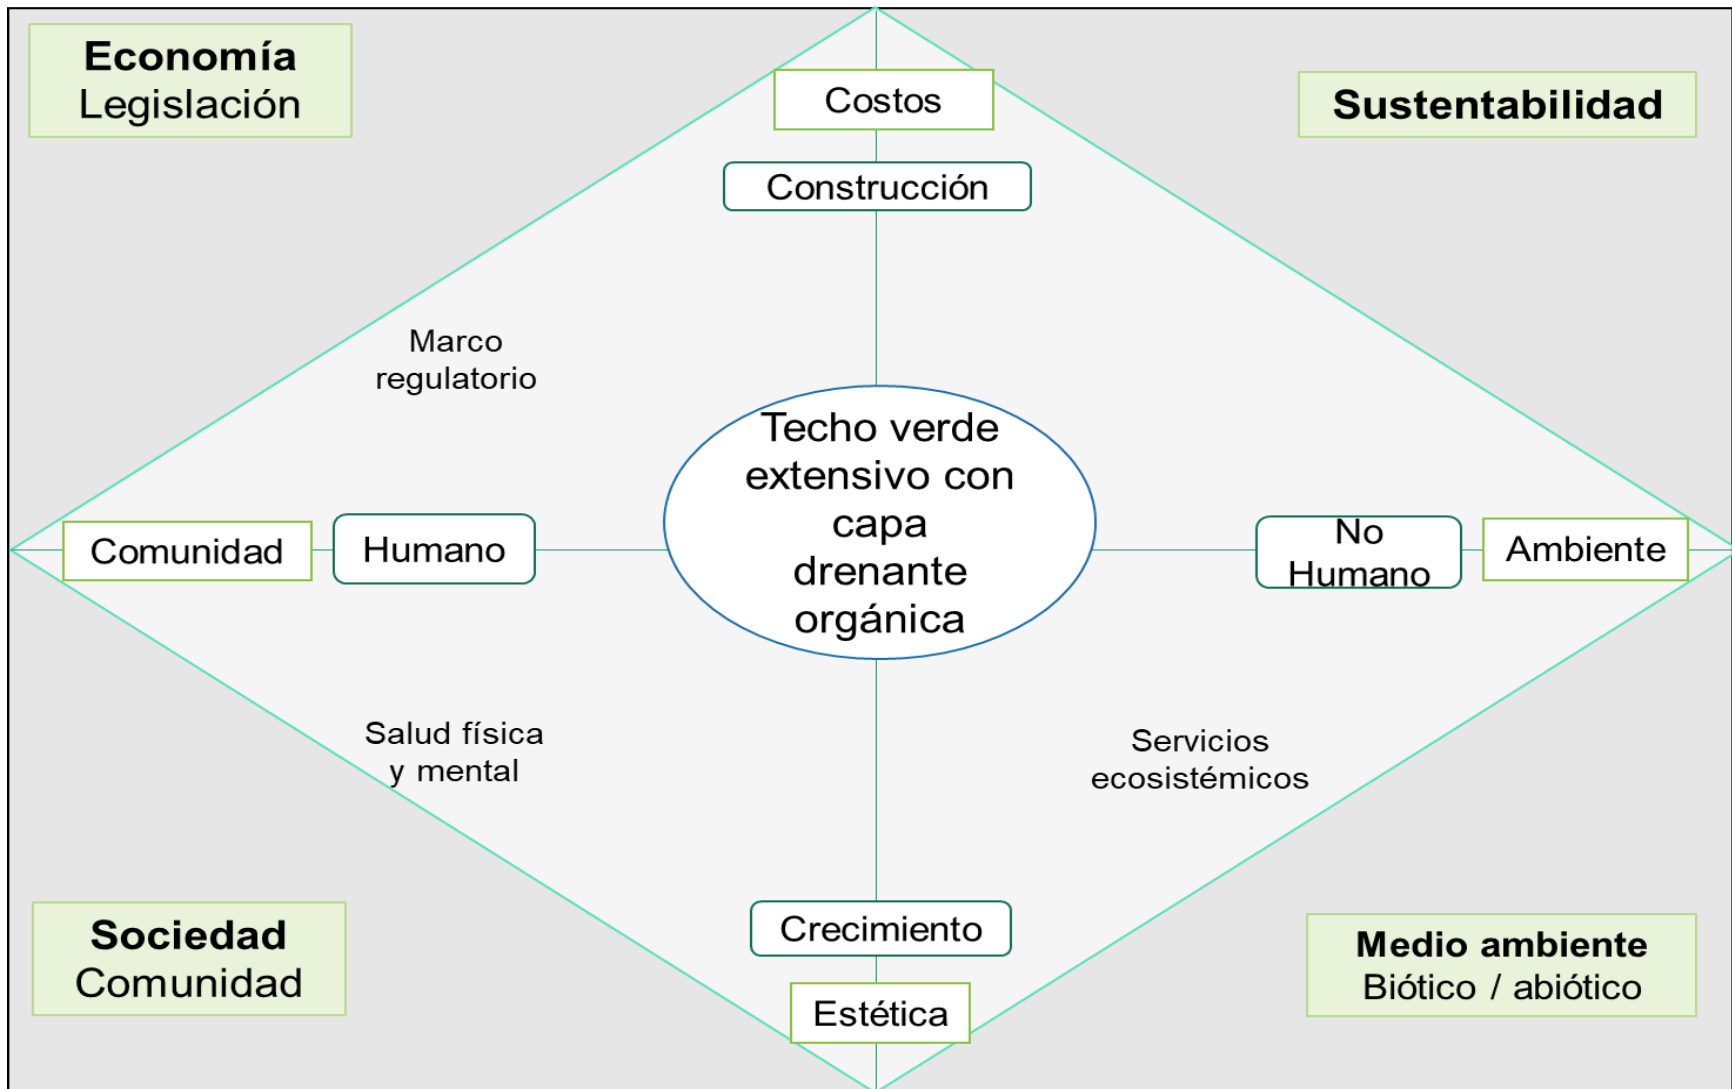 Economía
Legislación
Costos
Sustentabilidad
Construcción
Marco
regulatorio
Techo verde
extensivo con
capa
drenante
orgánica
Comunidad
Humano
No
Humano
Ambiente
Salud física
y mental
Servicios
ecosistémicos
Crecimiento
Estética
Sociedad
Comunidad
Medio ambiente
Biótico / abiótico